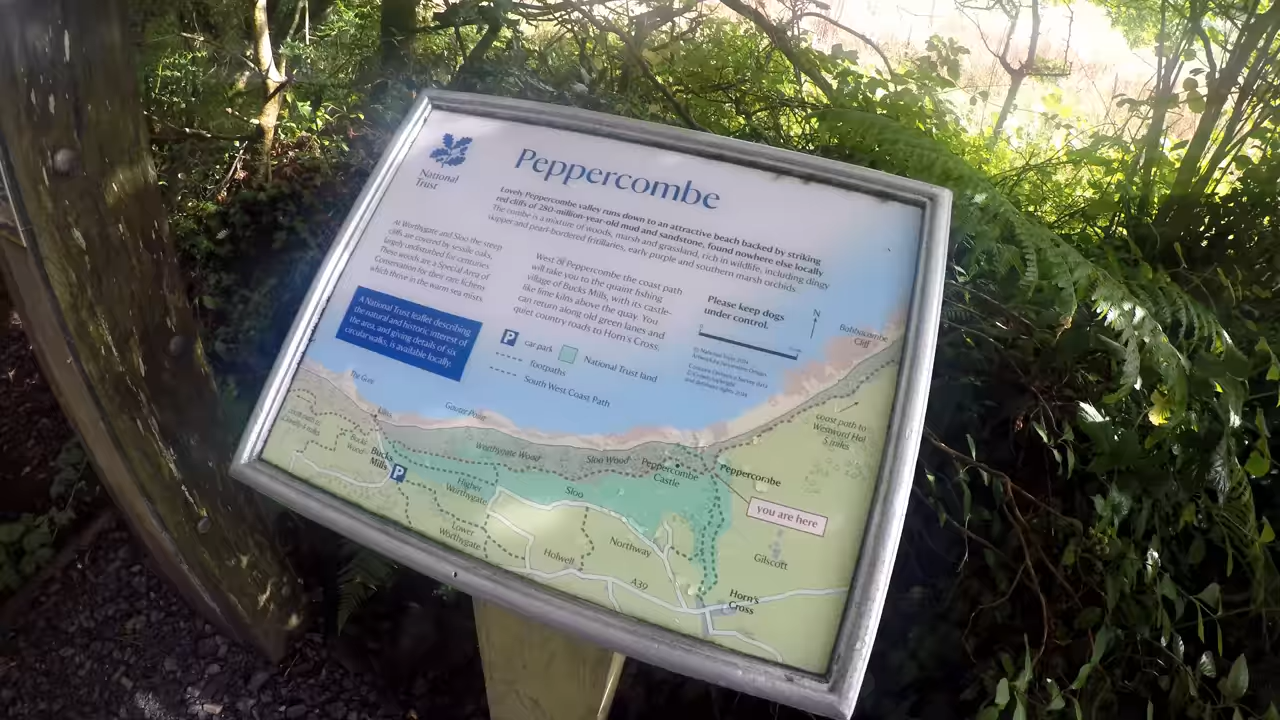 National
Trust
Peppercombe
Lovely Peppercombe valley runs down to an attractive beach backed by striking
red cliffs of 280-million-year-old mud and sandstone, found nowhere else locally
The combe is a mixture of woods, marsh and grassland, rich in wildlife, including dingy
skipper and pearl-bordered fritillaries, early purple and southern marsh orchids.
At Worthygate and Sloo the steep
cliffs are covered by sessile oaks,
largely undisturbed for centuries.
These woods are a Special Area of
Conservation for their rare lichens
which thrive in the warm sea mists.
A National Trust leaflet describing
the natural and historic interest of
the area, and giving details of six
circular walks, is available locally.
West of Peppercombe the coast path
will take you to the quaint fishing
village of Bucks Mills, with its castle-
like lime kilns above the quay. You
can return along old green lanes and
quiet country roads to Horn's Cross.
P car park
National Trust land
footpaths
South West Coast Path
Please keep dogs
under control.
N
Babbacombe
Cliff
The Gore
Gauter Point
coast path to
Westward Ho!
5 miles
Bucks
Mills
P
Worthygate Wood
Sloo Wood
Peppercombe
Castle
Peppercombe
you are here
Higher
Worthygate
Sloo
Lower
Worthygate
Holwell
Northway
Gilscott
A39
Horn's
Cross